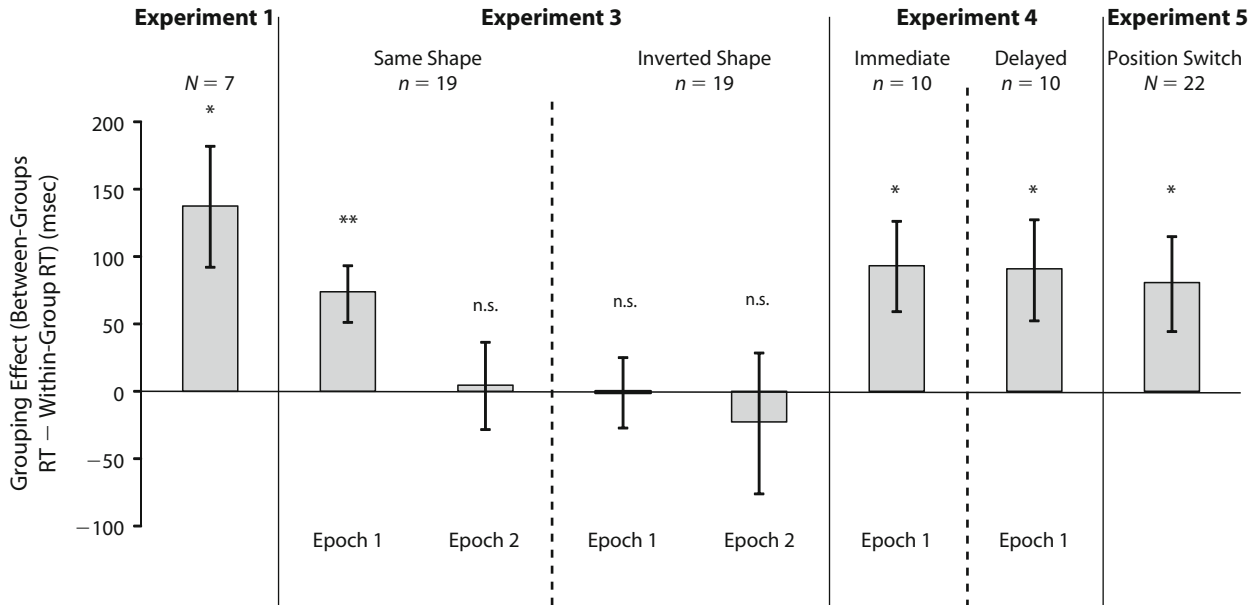 Experiment 1
Experiment 3
Experiment 4
Experiment 5
Same Shape
Inverted Shape
Immediate
Delayed
Position Switch
N = 7
n = 19
n = 19
n = 10
n = 10
N = 22
*
**
n.s.
n.s.
n.s.
*
*
*
Grouping Effect (Between-Groups
RT − Within-Group RT) (msec)
200
150
100
50
0
−50
−100
Epoch 1
Epoch 2
Epoch 1
Epoch 2
Epoch 1
Epoch 1